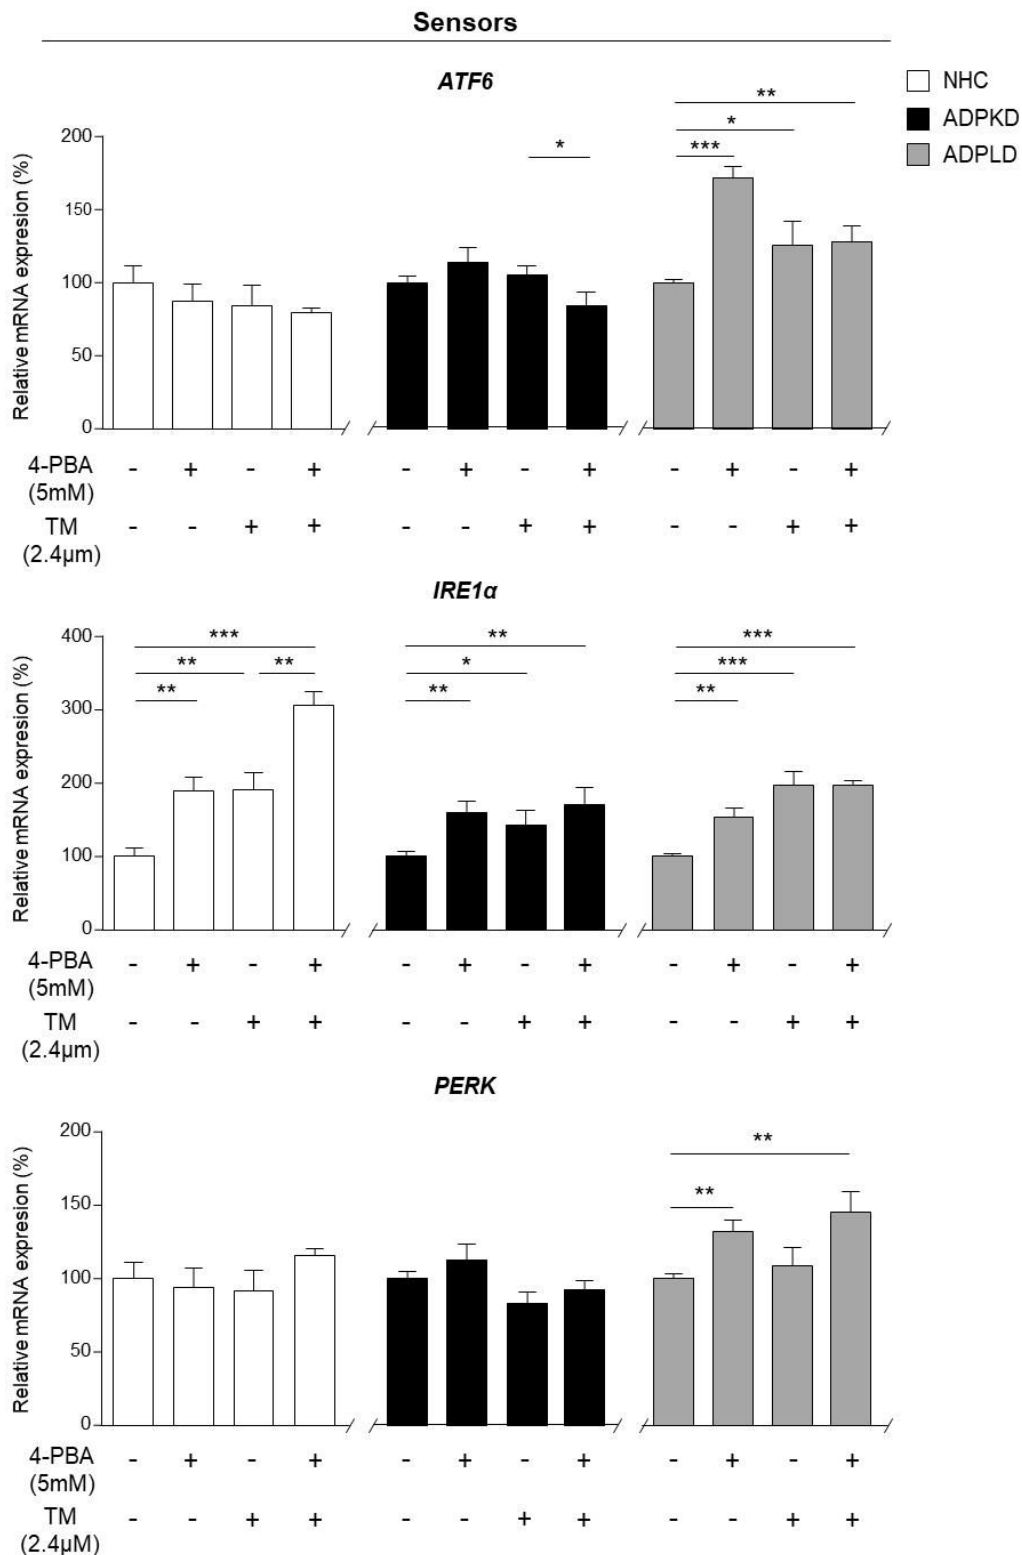 Sensors
ATF6
NHC
ADPKD
ADPLD
Relative mRNA expresion (%)
200
150
100
50
0
* ** * ***
4-PBA - + - + - + - + - + - +
(5mM)
TM - - + + - - + + - - + +
(2.4µm)
IRE1α
Relative mRNA expresion (%)
400
300
200
100
0
*** ** ** ** ** * ** *** *** **
4-PBA - + - + - + - + - + - +
(5mM)
TM - - + + - - + + - - + +
(2.4µm)
PERK
Relative mRNA expresion (%)
200
150
100
50
0
** **
4-PBA - + - + - + - + - + - +
(5mM)
TM - - + + - - + + - - + +
(2.4µM)